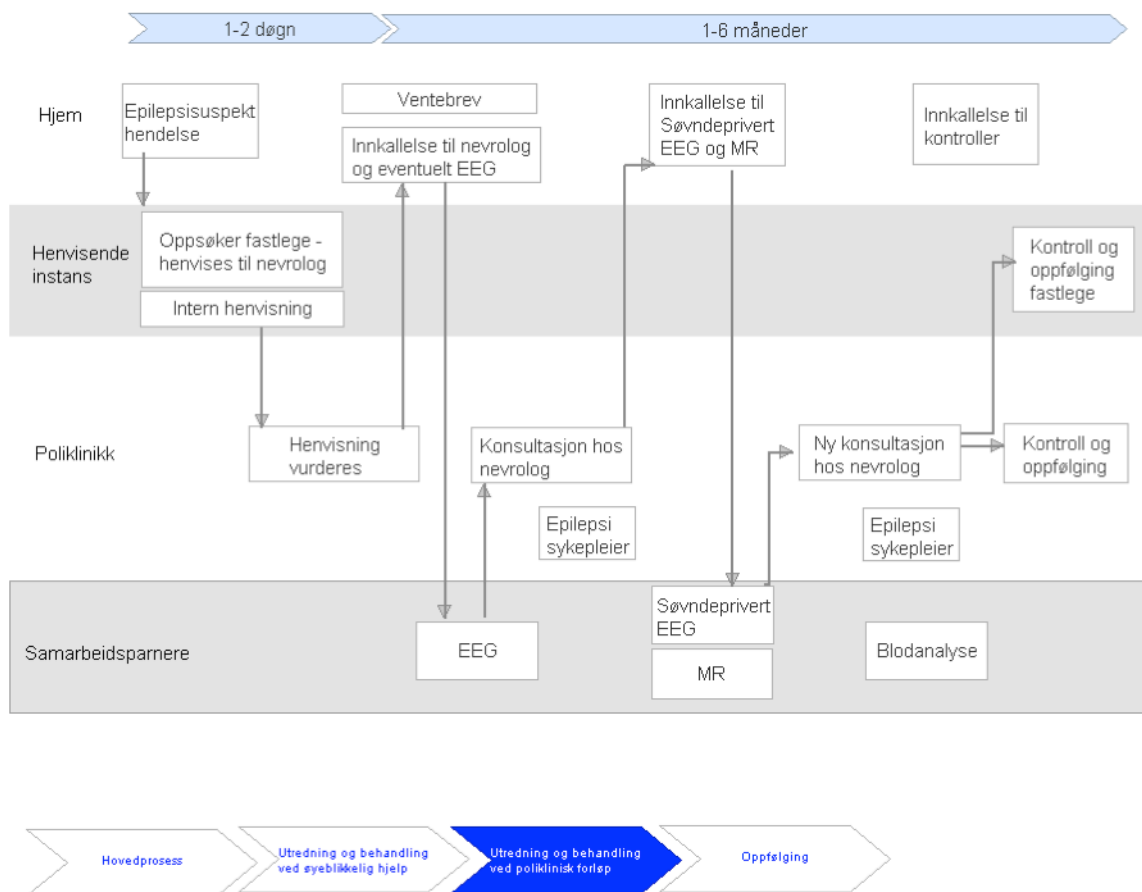 1-2 døgn
1-6 måneder
Hjem
Epilepsisuspekt
hendelse
Ventebrev
Innkallelse til nevrolog
og eventuelt EEG
Innkallelse til
Søvndeprivert
EEG og MR
Innkallelse til
kontroller
Henvisende
instans
Oppsøker fastlege -
henvises til nevrolog
Intern henvisning
Kontroll og
oppfølging
fastlege
Poliklinikk
Henvisning
vurderes
Konsultasjon hos
nevrolog
Ny konsultasjon
hos nevrolog
Kontroll og
oppfølging
Epilepsi
sykepleier
Epilepsi
sykepleier
Samarbeidsparnere
EEG
Søvndeprivert
EEG
MR
Blodanalyse
Hovedprosess
Utredning og behandling
ved øyeblikkelig hjelp
Utredning og behandling
ved poliklinisk forløp
Oppfølging